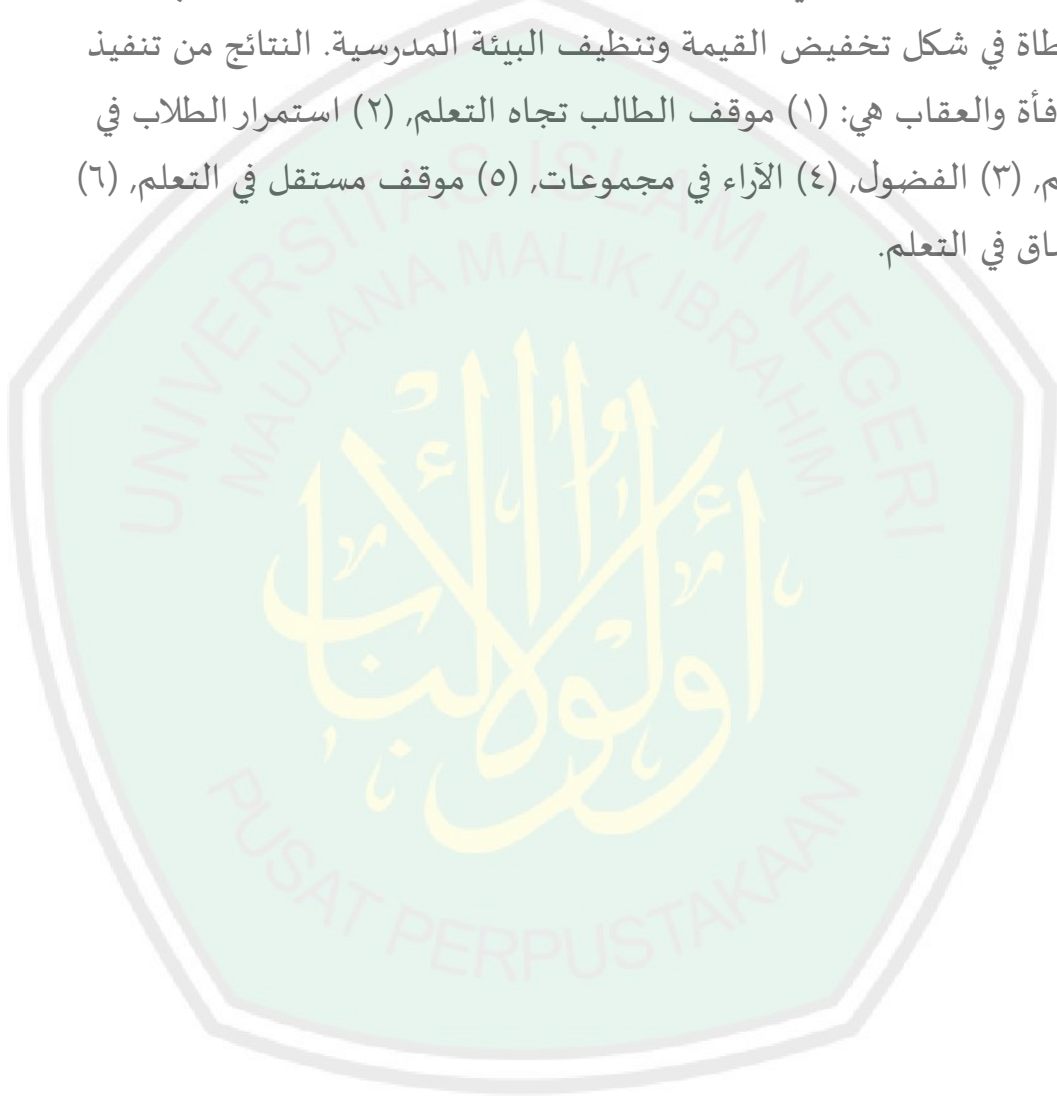 طاة في شكل تخفيض القيمة وتنظيف البيئة المدرسية. النتائج من تنفيذ
فأة والعقاب هي: (١) موقف الطالب تجاه التعلم, (٢) استمرار الطلاب في
م, (٣) الفضول, (٤) الآراء في مجموعات, (٥) موقف مستقل في التعلم, (٦)
اق في التعلم.
UNIVERSITAS ISLAM NEGERI
MAULANA MALIK IBRAHIM
PUSAT PERPUSTAKAAN